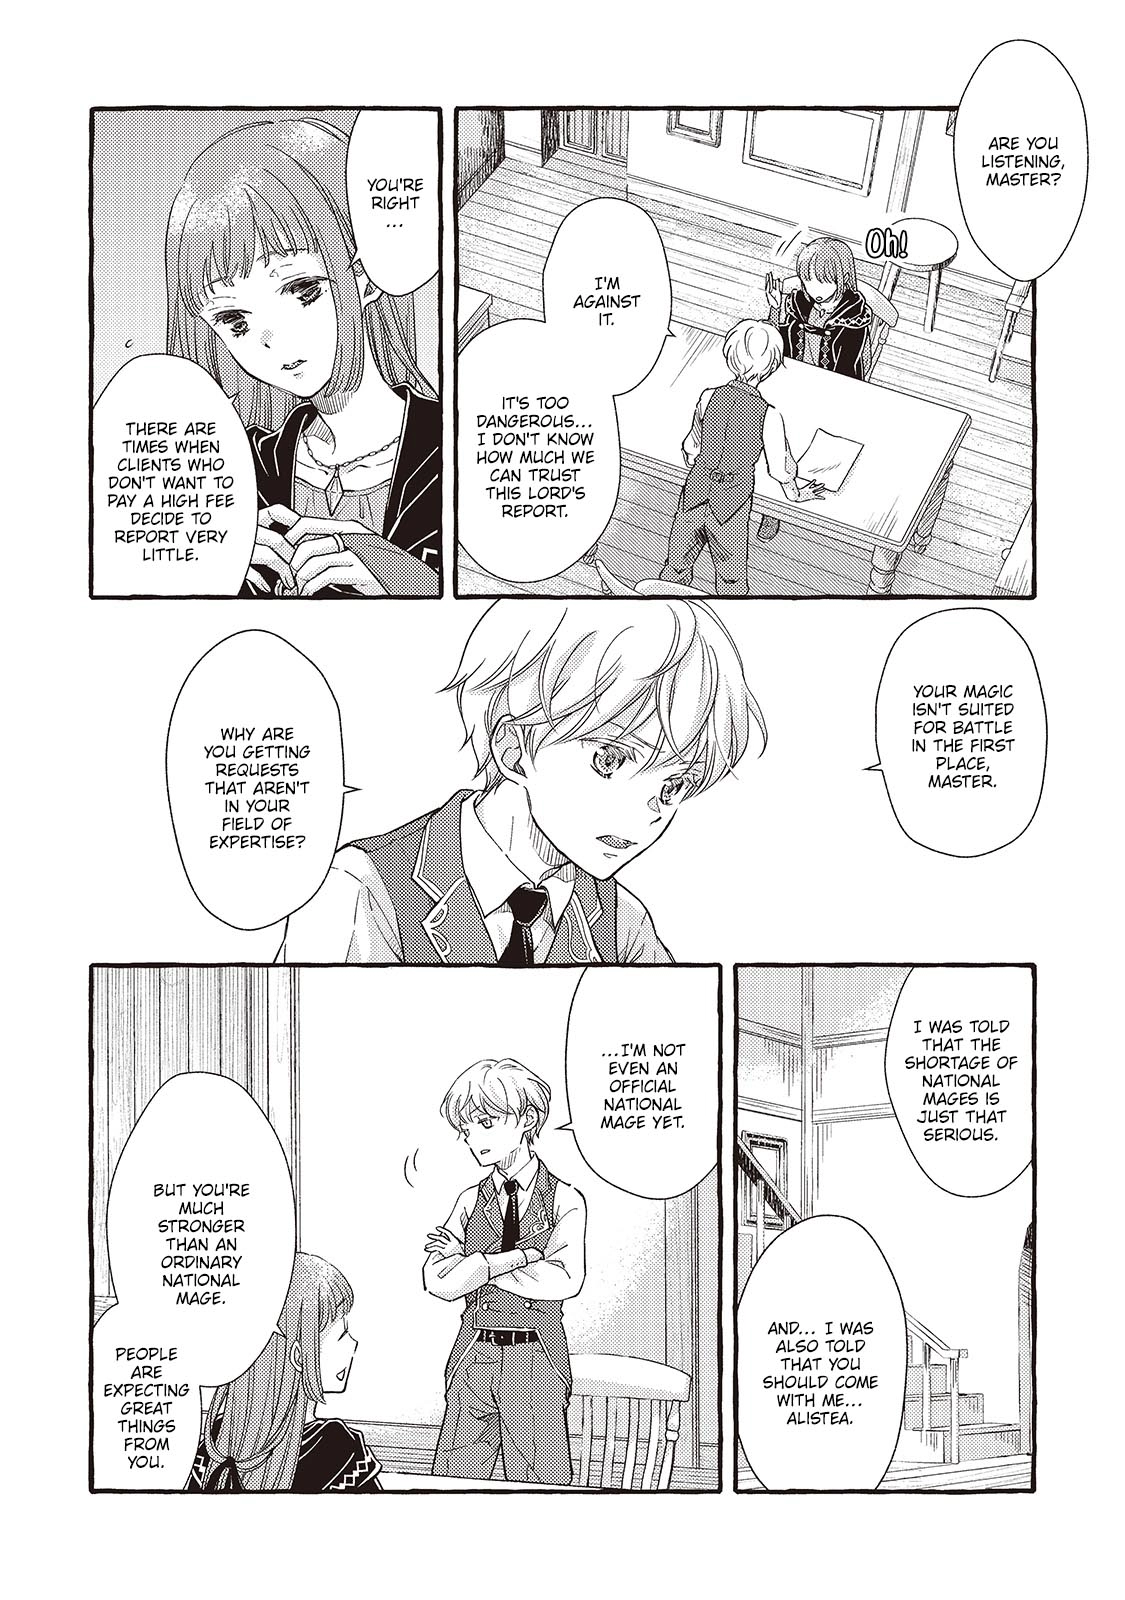 ARE YOU
LISTENING,
MASTER?
Oh!
I'M
AGAINST
IT.
IT'S TOO
DANGEROUS...
I DON'T KNOW
HOW MUCH WE
CAN TRUST
THIS LORD'S
REPORT.
YOU'RE
RIGHT
...
THERE ARE
TIMES WHEN
CLIENTS WHO
DON'T WANT TO
PAY A HIGH FEE
DECIDE TO
REPORT VERY
LITTLE.
YOUR MAGIC
ISN'T SUITED
FOR BATTLE
IN THE FIRST
PLACE,
MASTER.
WHY ARE
YOU GETTING
REQUESTS
THAT AREN'T
IN YOUR
FIELD OF
EXPERTISE?
I WAS TOLD
THAT THE
SHORTAGE OF
NATIONAL
MAGES IS
JUST THAT
SERIOUS.
AND... I WAS
ALSO TOLD
THAT YOU
SHOULD COME
WITH ME...
ALISTEA.
...I'M NOT
EVEN AN
OFFICIAL
NATIONAL
MAGE YET.
BUT YOU'RE
MUCH
STRONGER
THAN AN
ORDINARY
NATIONAL
MAGE.
PEOPLE
ARE
EXPECTING
GREAT
THINGS
FROM
YOU.